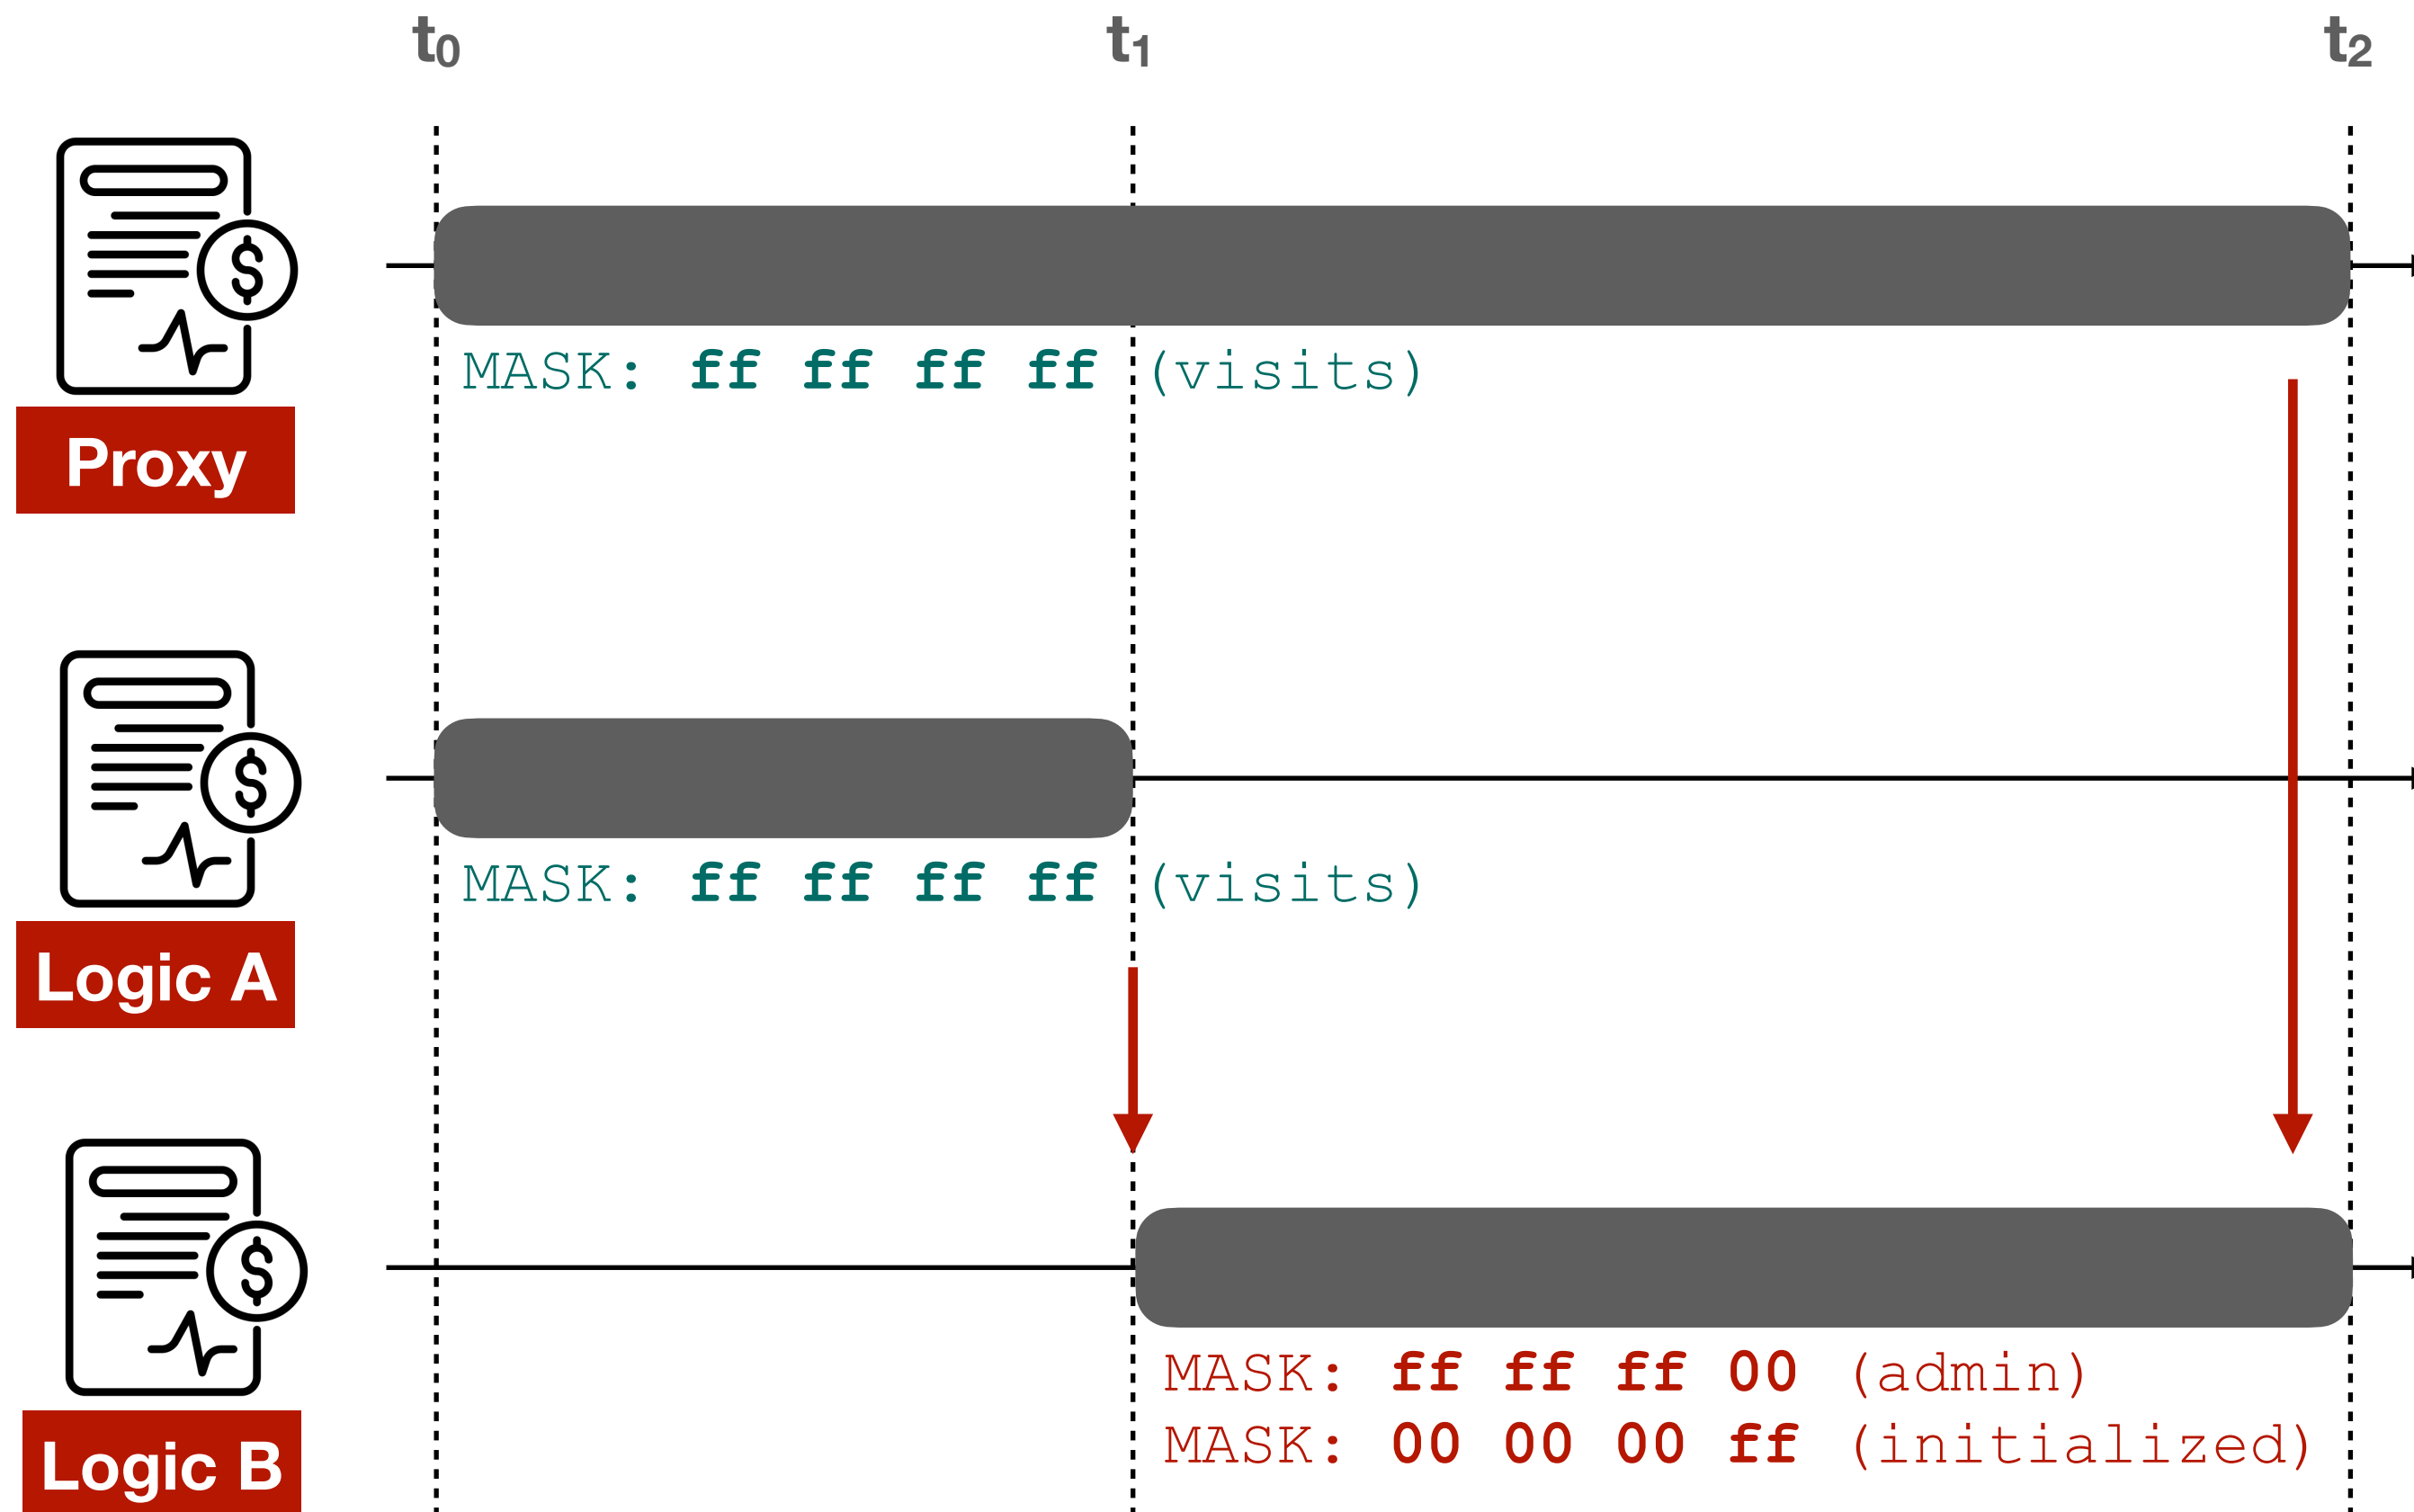 t0 t1 t2
MASK: ff ff ff ff (visits)
Proxy
MASK: ff ff ff ff (visits)
Logic A
MASK: ff ff ff 00 (admin)
MASK: 00 00 00 ff (initialized)
Logic B